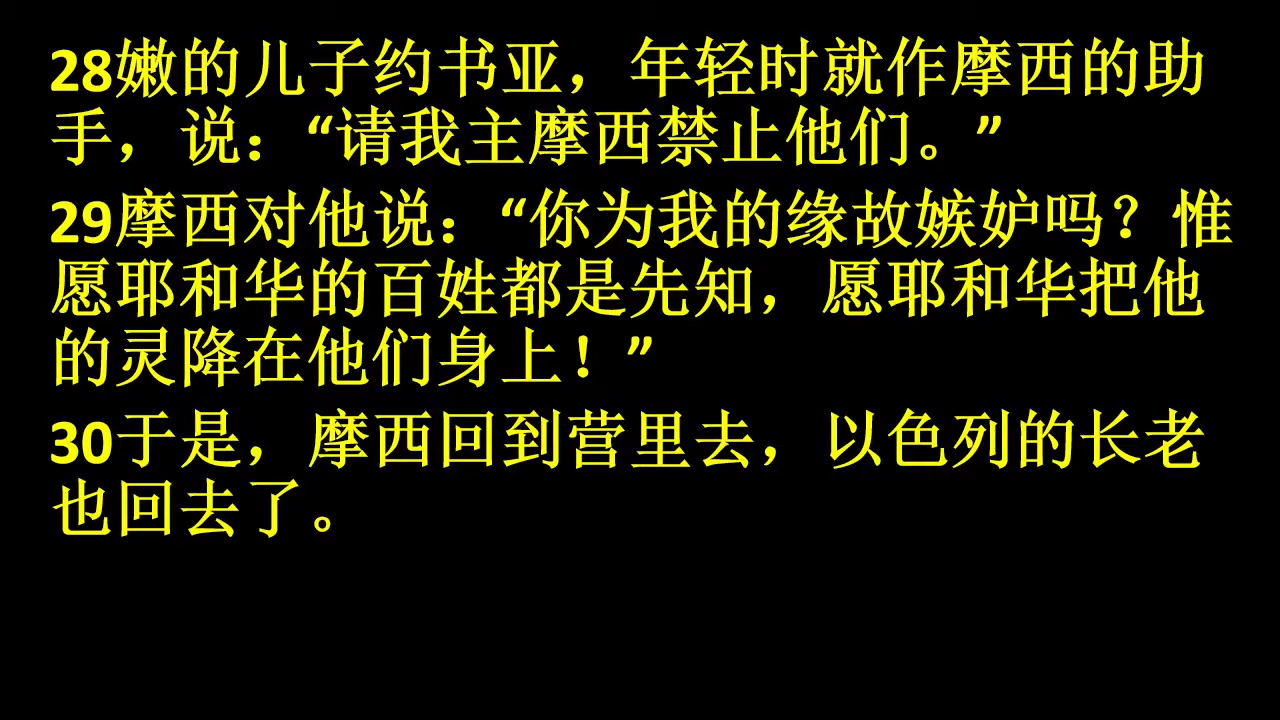 28嫩的儿子约书亚，年轻时就作摩西的助
手，说：“请我主摩西禁止他们。”
29摩西对他说：“你为我的缘故嫉妒吗？惟
愿耶和华的百姓都是先知，愿耶和华把他
的灵降在他们身上！”
30于是，摩西回到营里去，以色列的长老
也回去了。